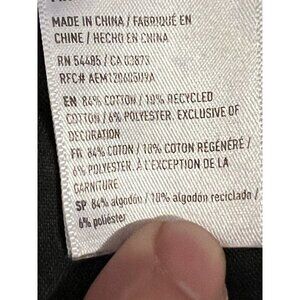 MADE IN CHINA / FABRIQUÉ EN
CHINE / HECHO EN CHINA
RN 54485 / CA 03873
RFC# AEM120605U9A
EN 84% COTTON / 10% RECYCLED
COTTON / 6% POLYESTER. EXCLUSIVE OF
DECORATION
FR 84% COTON / 10% COTON RÉGÉNÉRÉ /
6% POLYESTER. À L'EXCEPTION DE LA
GARNITURE
SP 84% algodón / 10% algodón reciclado /
6% poliéster